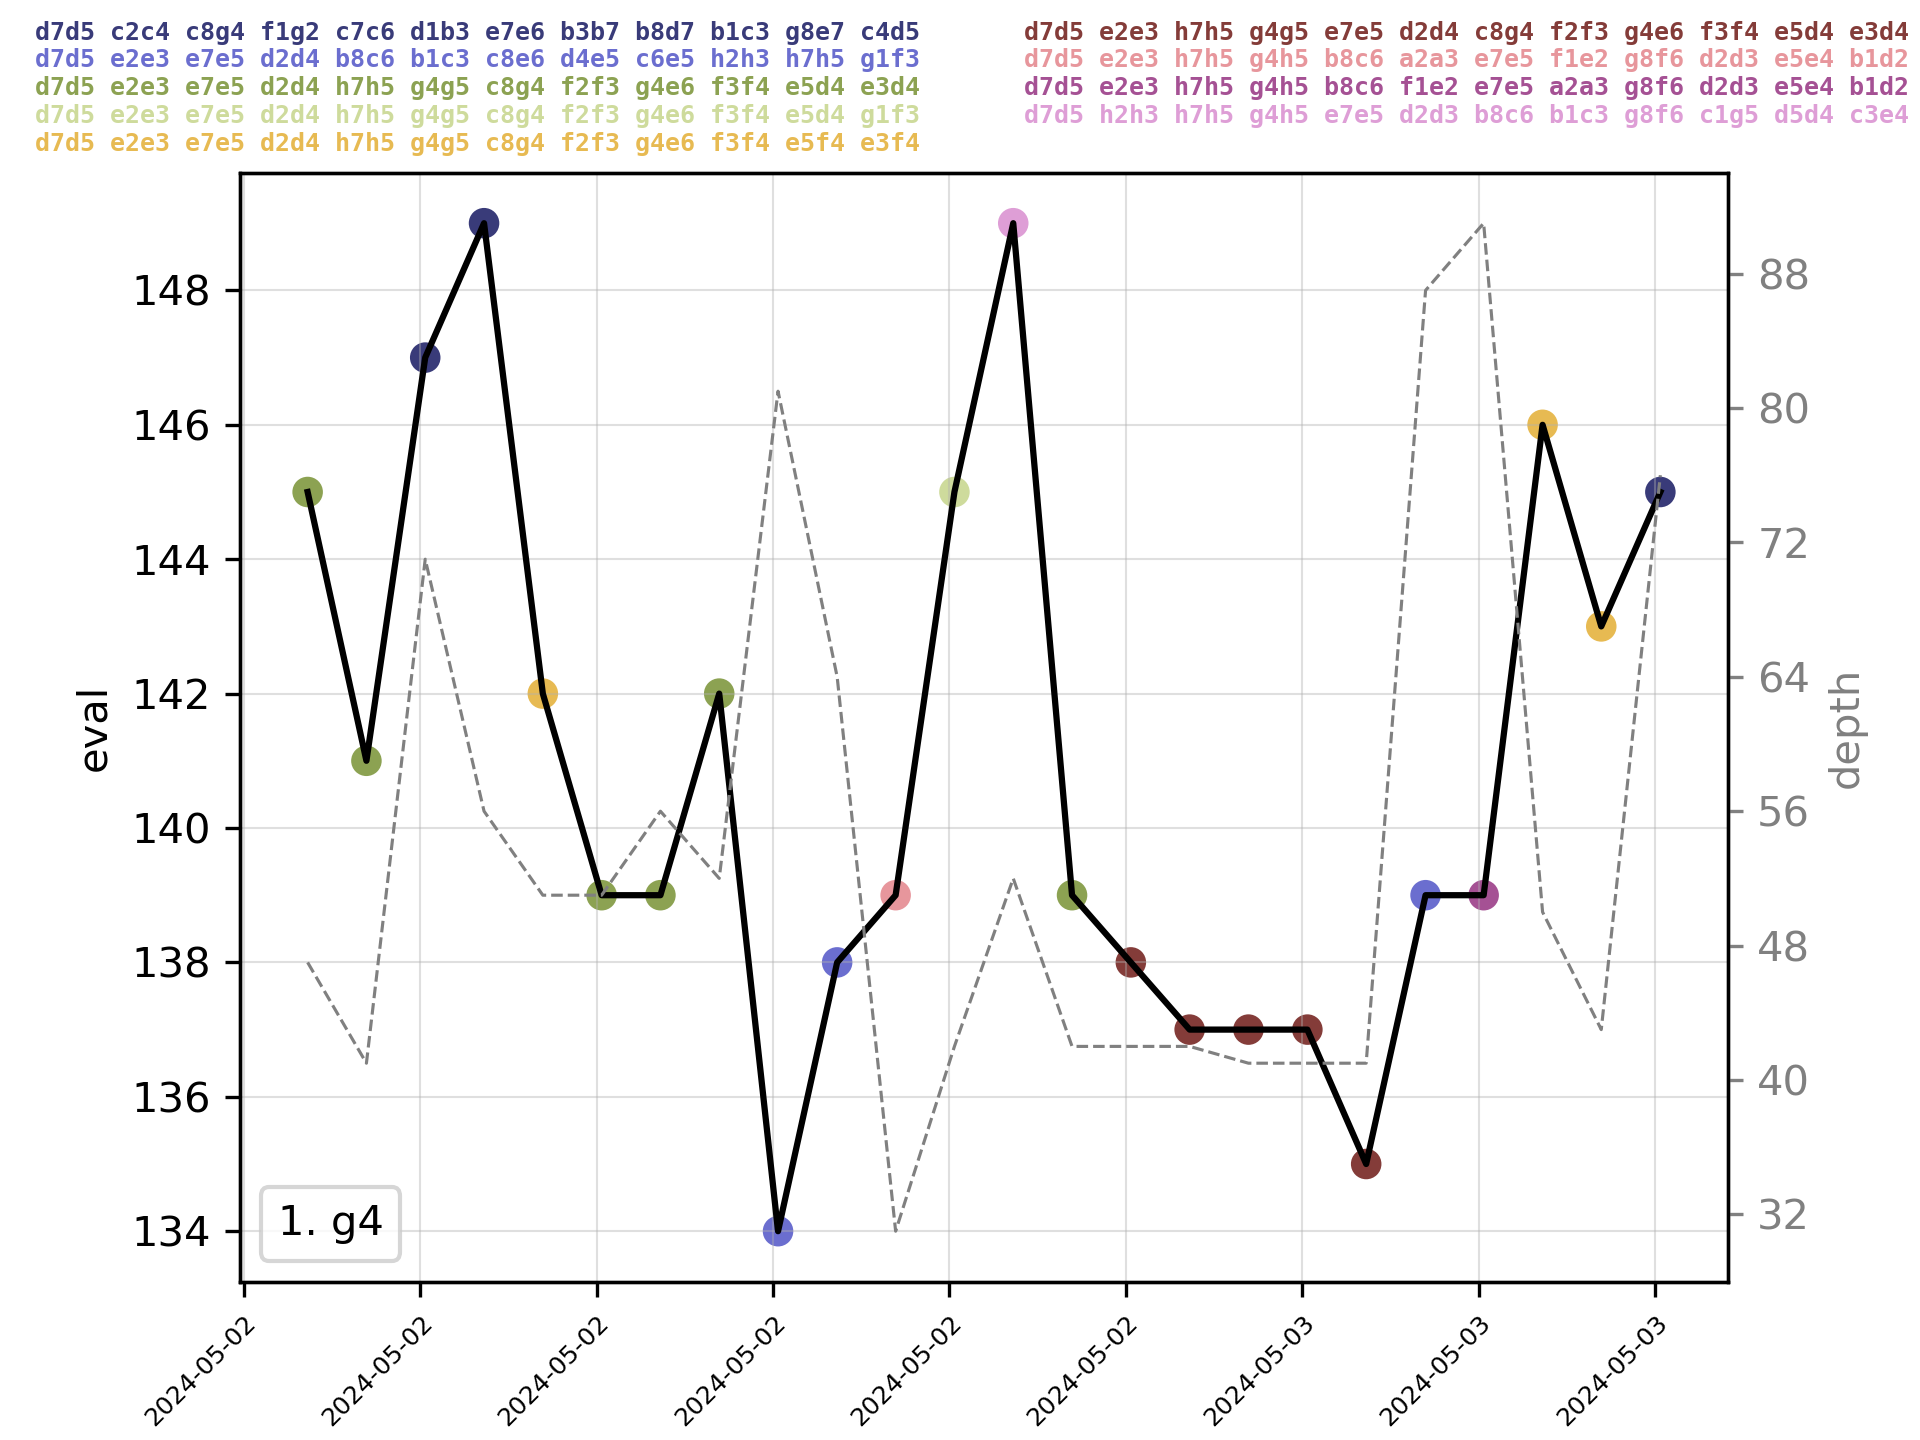 d7d5 c2c4 c8g4 f1g2 c7c6 d1b3 e7e6 b3b7 b8d7 b1c3 g8e7 c4d5
d7d5 e2e3 e7e5 d2d4 b8c6 b1c3 c8e6 d4e5 c6e5 h2h3 h7h5 g1f3
d7d5 e2e3 e7e5 d2d4 h7h5 g4g5 c8g4 f2f3 g4e6 f3f4 e5d4 e3d4
d7d5 e2e3 e7e5 d2d4 h7h5 g4g5 c8g4 f2f3 g4e6 f3f4 e5d4 g1f3
d7d5 e2e3 e7e5 d2d4 h7h5 g4g5 c8g4 f2f3 g4e6 f3f4 e5f4 e3f4
d7d5 e2e3 h7h5 g4g5 e7e5 d2d4 c8g4 f2f3 g4e6 f3f4 e5d4 e3d4
d7d5 e2e3 h7h5 g4h5 b8c6 a2a3 e7e5 f1e2 g8f6 d2d3 e5e4 b1d2
d7d5 e2e3 h7h5 g4h5 b8c6 f1e2 e7e5 a2a3 g8f6 d2d3 e5e4 b1d2
d7d5 h2h3 h7h5 g4h5 e7e5 d2d3 b8c6 b1c3 g8f6 c1g5 d5d4 c3e4
148
146
144
142
140
138
136
134
eval
88
80
72
64
56
48
40
32
depth
1. g4
2024-05-02
2024-05-02
2024-05-02
2024-05-02
2024-05-02
2024-05-02
2024-05-03
2024-05-03
2024-05-03